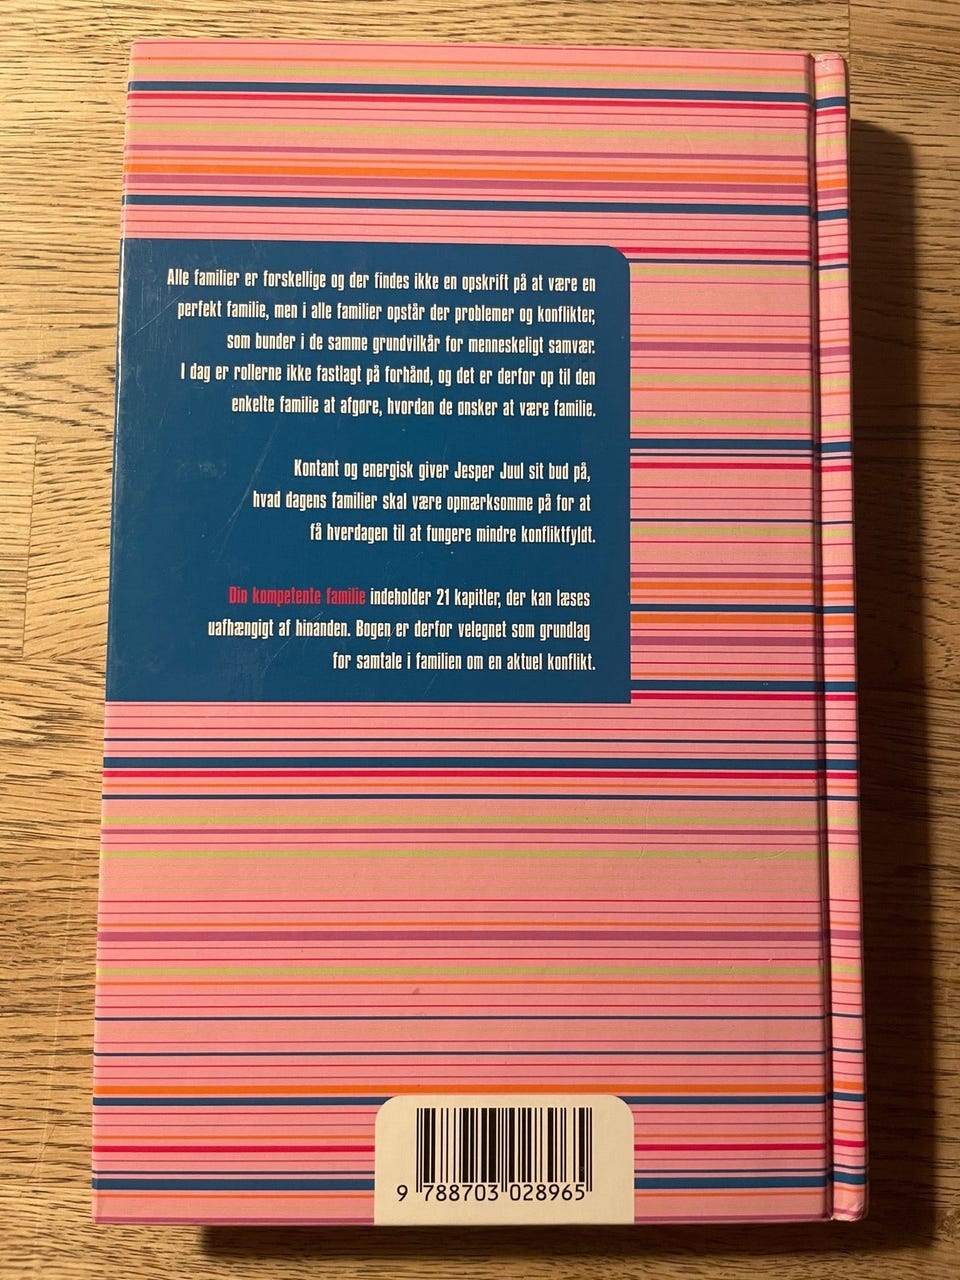 Alle familier er forskellige og der findes ikke en opskrift på at være en
perfekt familie, men i alle familier opstår der problemer og konflikter,
som bunder i de samme grundvilkår for menneskeligt samvær.
I dag er rollerne ikke fastlagt på forhånd, og det er derfor op til den
enkelte familie at afgøre, hvordan de ønsker at være familie.
Kontant og energisk giver Jesper Juul sit bud på,
hvad dagens familier skal være opmærksomme på for at
få hverdagen til at fungere mindre konfliktfyldt.
Din kompetente familie indeholder 21 kapitler, der kan læses
uafhængigt af hinanden. Bogen er derfor velegnet som grundlag
for samtale i familien om en aktuel konflikt.
9 788703 028965